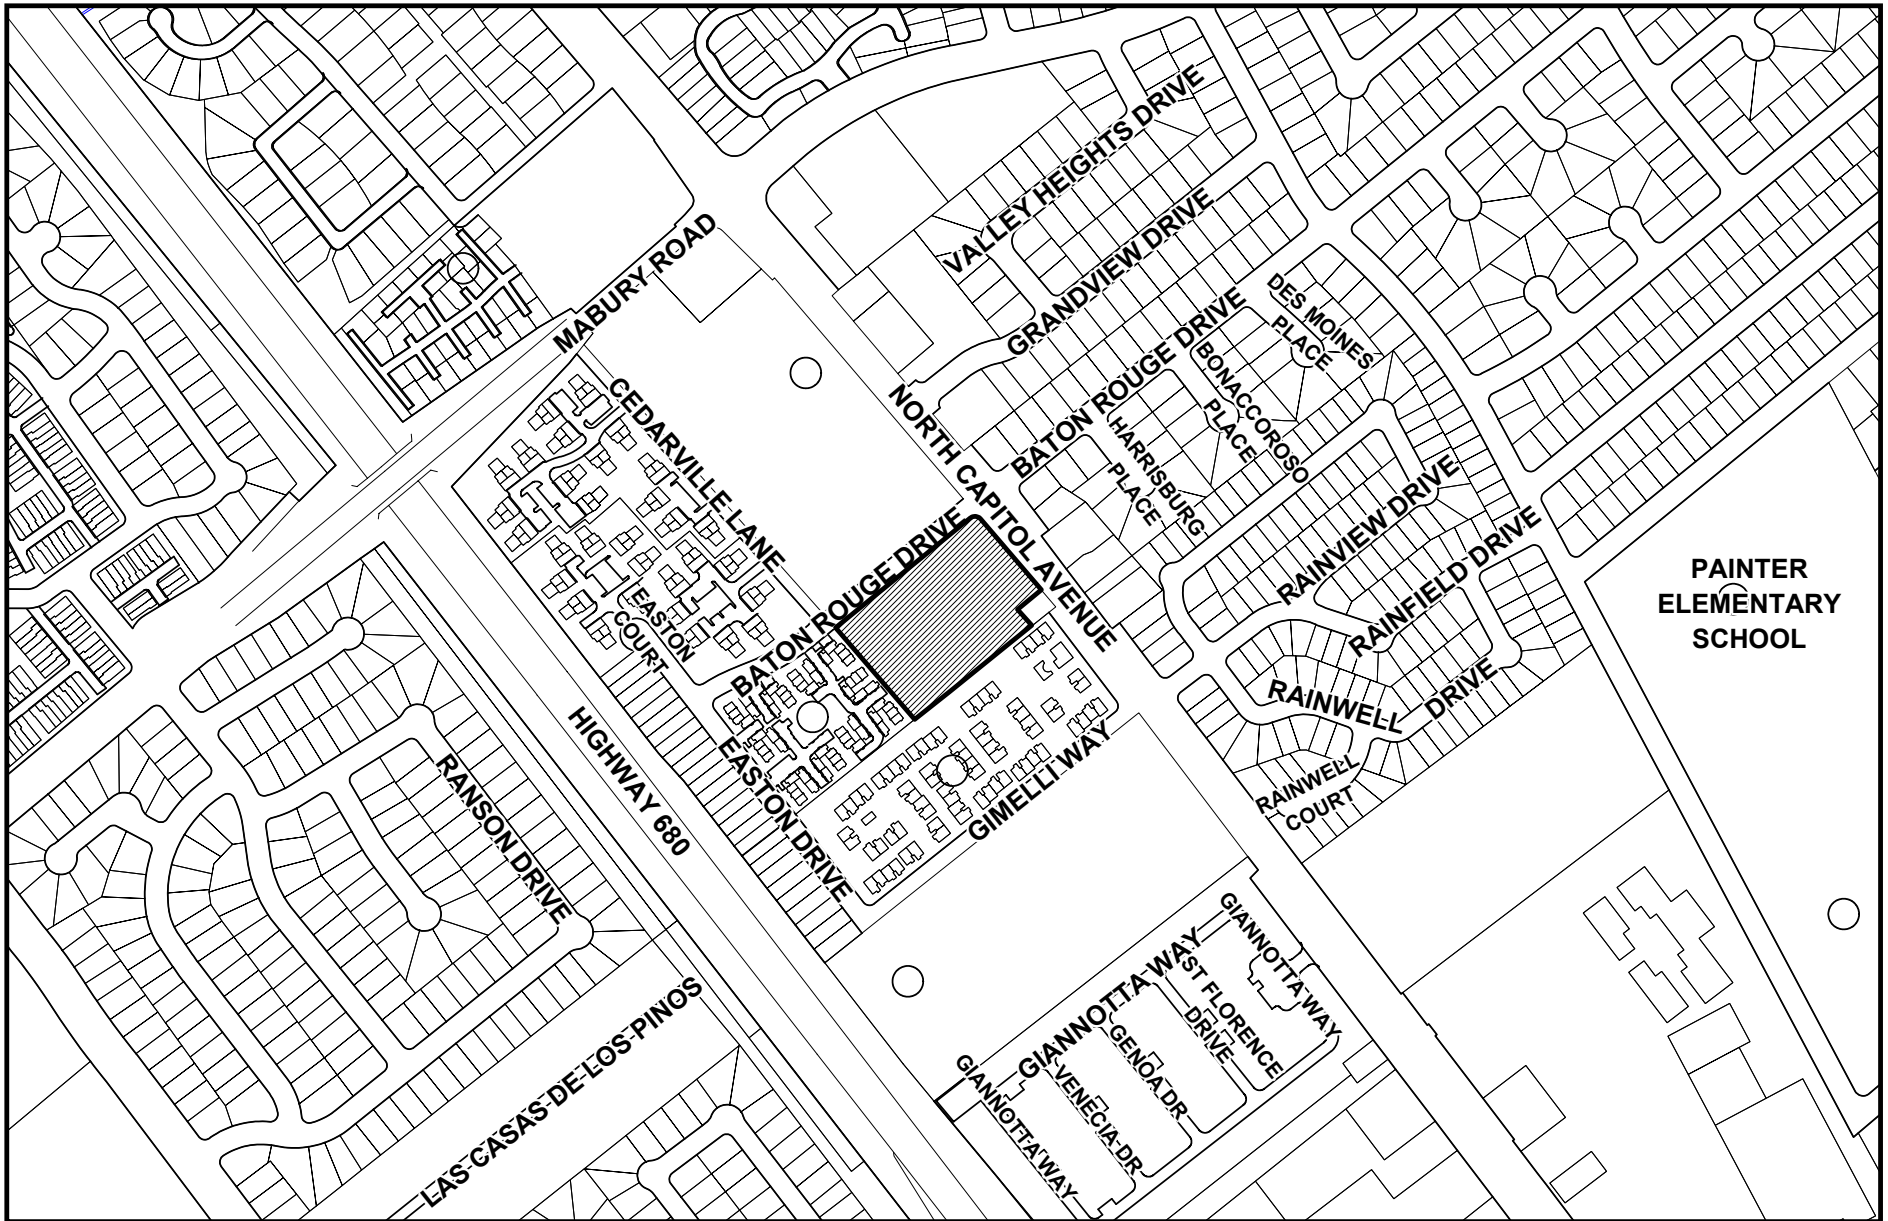 VALLEY HEIGHTS DRIVE
MABURY ROAD
GRANDVIEW DRIVE
DES MOINES
PLACE
BATON ROUGE DRIVE
BONACCOROSO
PLACE
CEDARVILLE LANE
NORTH CAPITOL AVENUE
HARRISBURG
PLACE
RAINVIEW DRIVE
RAINFIELD DRIVE
BATON ROUGE DRIVE
PAINTER
ELEMENTARY
SCHOOL
EASTON
COURT
RAINWELL
DRIVE
HIGHWAY 680
EASTON DRIVE
GIMELLI WAY
RAINWELL
COURT
RANSON DRIVE
GIANNOTTA WAY
GIANNOTTA WAY
AST FLORENCE
DRIVE
GENOA DR
VENECIA DR
GIANNOTTA WAY
LAS CASAS DE LOS PINOS